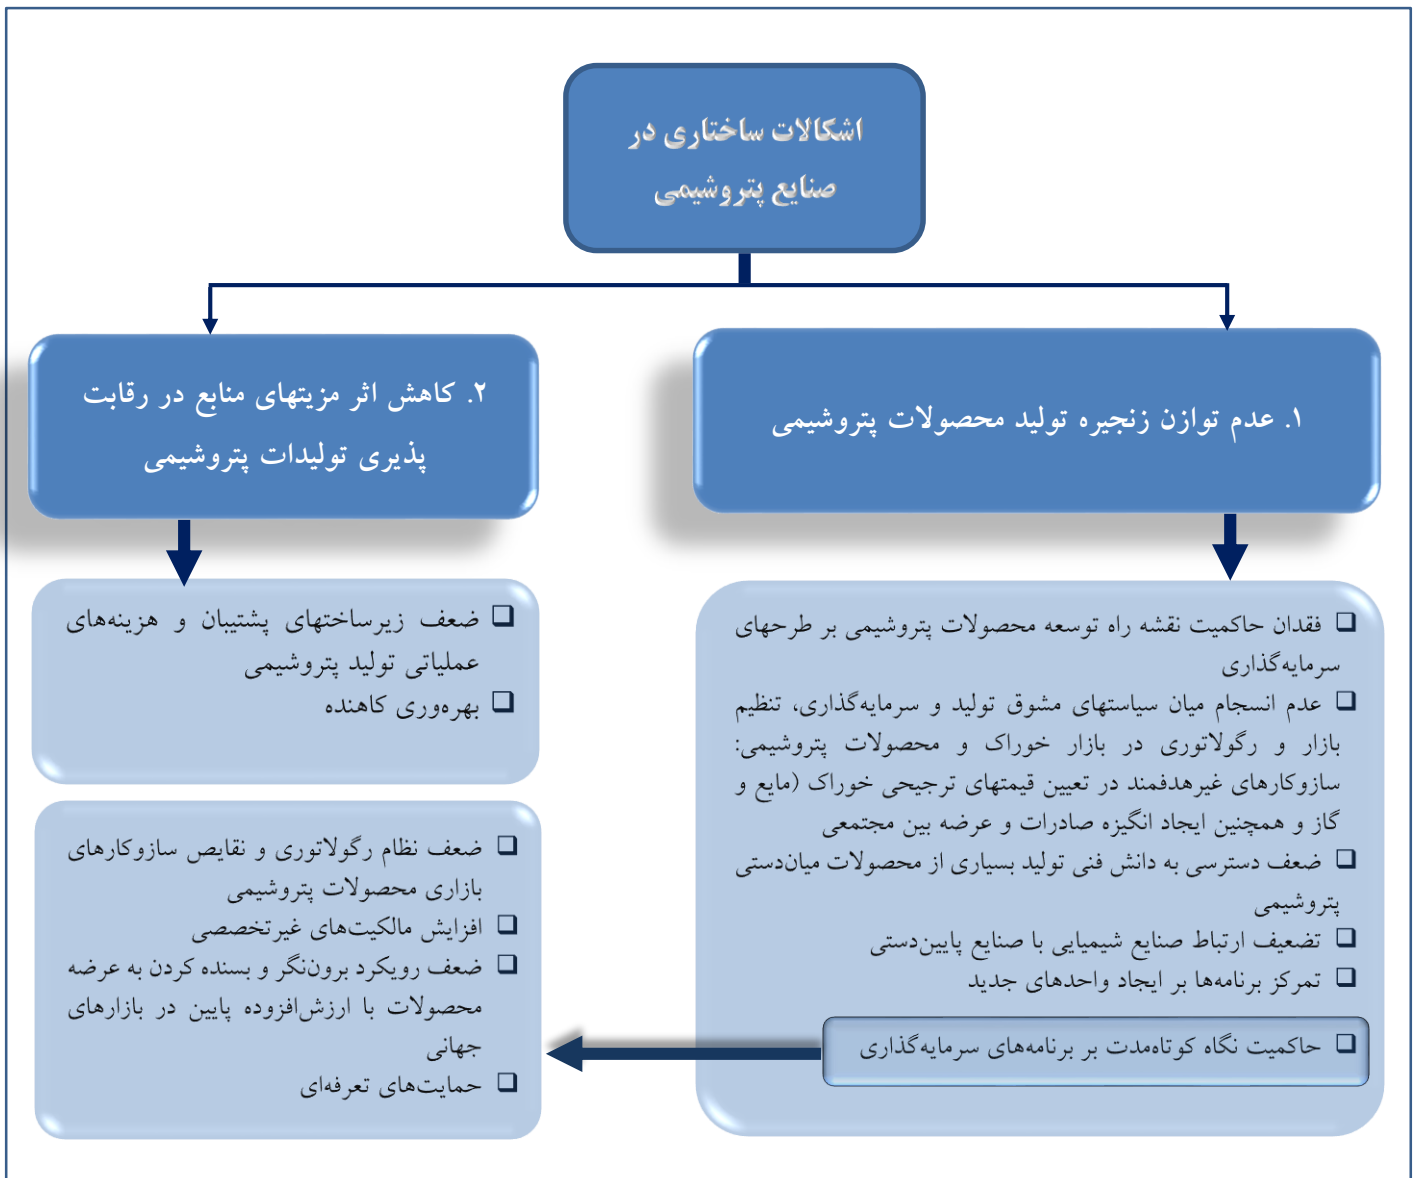 اشکالات ساختاری در
صنایع پتروشیمی
۱. عدم توازن زنجیره تولید محصولات پتروشیمی
۲. کاهش اثر مزیتهای منابع در رقابت
پذیری تولیدات پتروشیمی
❑ فقدان حاکمیت نقشه راه توسعه محصولات پتروشیمی بر طرحهای
سرمایه‌گذاری
❑ عدم انسجام میان سیاستهای مشوق تولید و سرمایه‌گذاری، تنظیم
بازار و رگولاتوری در بازار خوراک و محصولات پتروشیمی:
سازوکارهای غیرهدفمند در تعیین قیمتهای ترجیحی خوراک (مایع و
گاز و همچنین ایجاد انگیزه صادرات و عرضه بین مجتمعی
❑ ضعف دسترسی به دانش فنی تولید بسیاری از محصولات میان‌دستی
پتروشیمی
❑ تضعیف ارتباط صنایع شیمیایی با صنایع پایین‌دستی
❑ تمرکز برنامه‌ها بر ایجاد واحدهای جدید
❑ حاکمیت نگاه کوتاه‌مدت بر برنامه‌های سرمایه‌گذاری
❑ ضعف زیرساختهای پشتیبان و هزینه‌های
عملیاتی تولید پتروشیمی
❑ بهره‌وری کاهنده
❑ ضعف نظام رگولاتوری و نقایص سازوکارهای
بازاری محصولات پتروشیمی
❑ افزایش مالکیت‌های غیرتخصصی
❑ ضعف رویکرد برون‌نگر و بسنده کردن به عرضه
محصولات با ارزش‌افزوده پایین در بازارهای
جهانی
❑ حمایت‌های تعرفه‌ای